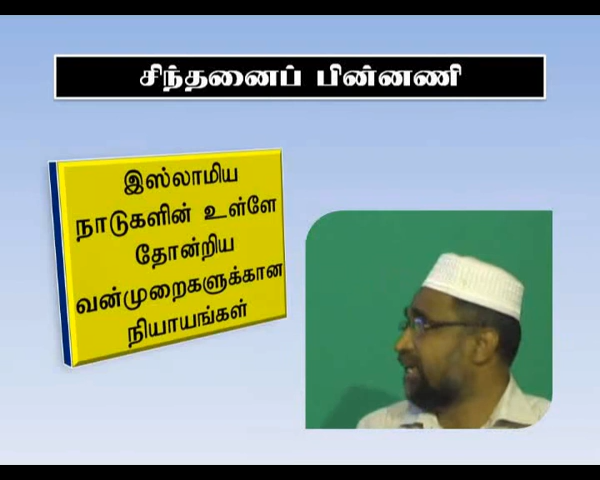 சிந்தனைப் பின்னணி
இஸ்லாமிய
நாடுகளின் உள்ளே
தோன்றிய
வன்முறைகளுக்கான
நியாயங்கள்